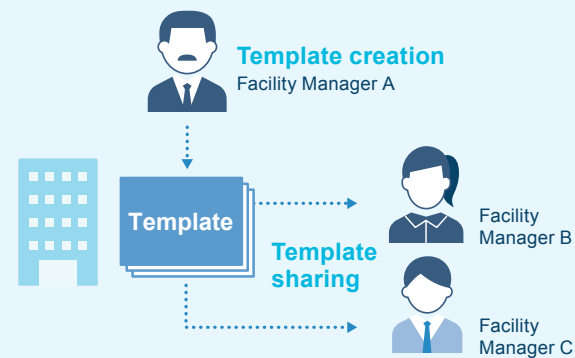 Template creation
Facility Manager A
Template
Template
sharing
Facility
Manager B
Facility
Manager C